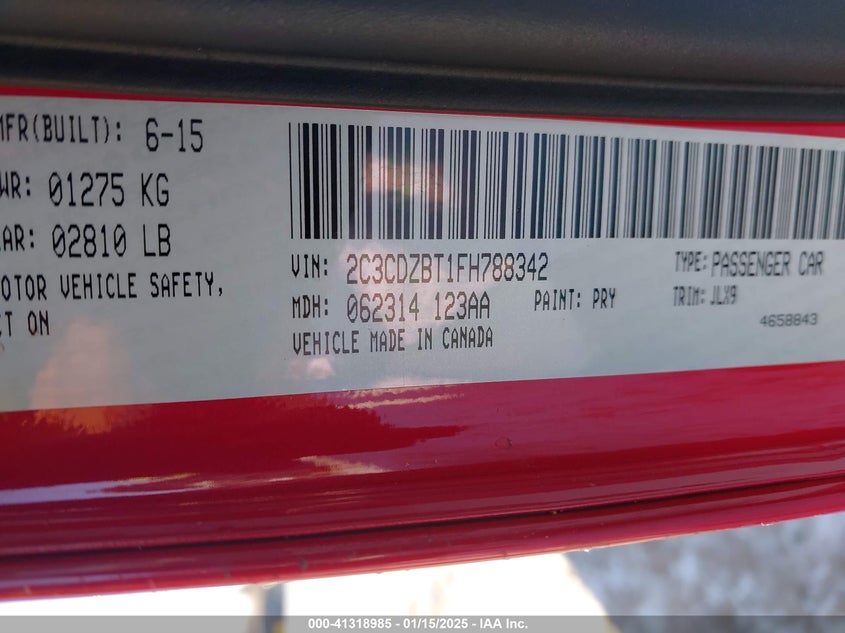 MFR(BUILT): 6-15
WR: 01275 KG
AR: 02810 LB
OTOR VEHICLE SAFETY,
CT ON
VIN: 2C3CDZBT1FH788342
MDH: 062314 123AA PAINT: PRY
VEHICLE MADE IN CANADA
TYPE: PASSENGER CAR
TRIM: JLX9
4658843
000-41318985 - 01/15/2025 - IAA Inc.